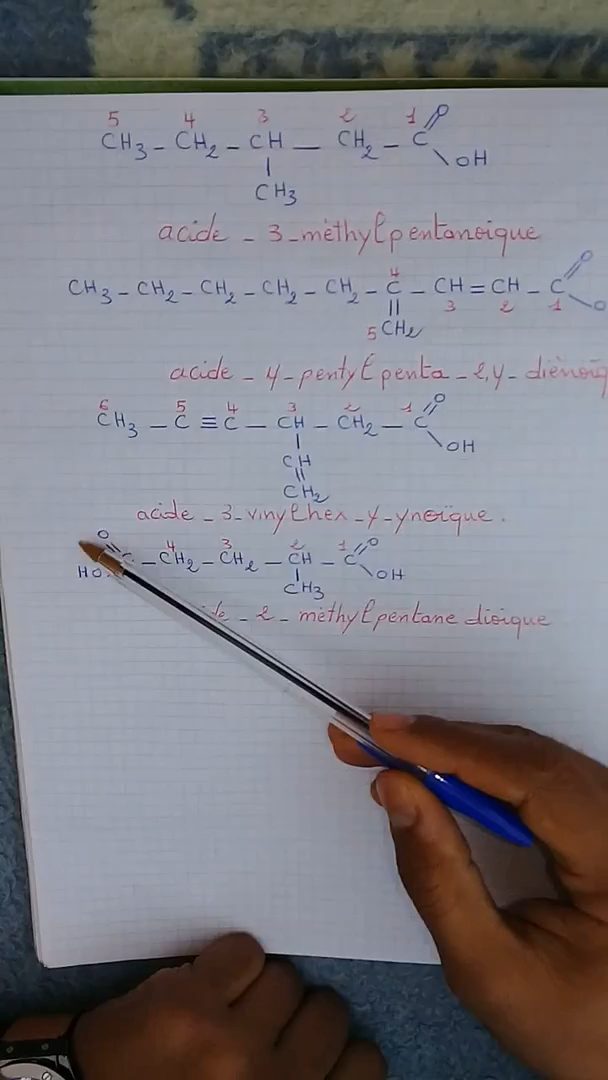 5 4 3 2 1 O
CH3 - CH2 - CH - CH2 - C
OH
CH3
acide - 3 - méthylpentanoïque
4 O
CH3 - CH2 - CH2 - CH2 - CH2 - C - CH = CH - C
3 2 1 O
5 CH2
acide - 4 - pentylpenta - 2,4 -
6 5 4 3 2 1 O
CH3 - C ≡ C - CH - CH2 - C
OH
CH
CH2
acide - 3 - vinylhex - 4 - ynoïque.
O 4 3 2 1 O
- CH2 - CH2 - CH - C
HO OH
CH3
- 2 - méthylpentane dioïque